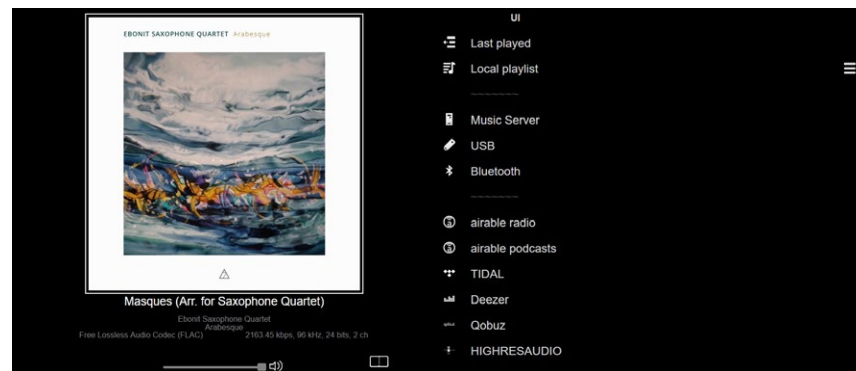 EBONIT SAXOPHONE QUARTET Arabesque
Masques (Arr. for Saxophone Quartet)
Ebonit Saxophone Quartet
Arabesque
Free Lossless Audio Codec (FLAC) 2163.45 kbps, 96 kHz, 24 bits, 2 ch
UI
Last played
Local playlist
~~~~~~~
Music Server
USB
Bluetooth
~~~~~~~
airable radio
airable podcasts
TIDAL
Deezer
Qobuz
HIGHRESAUDIO